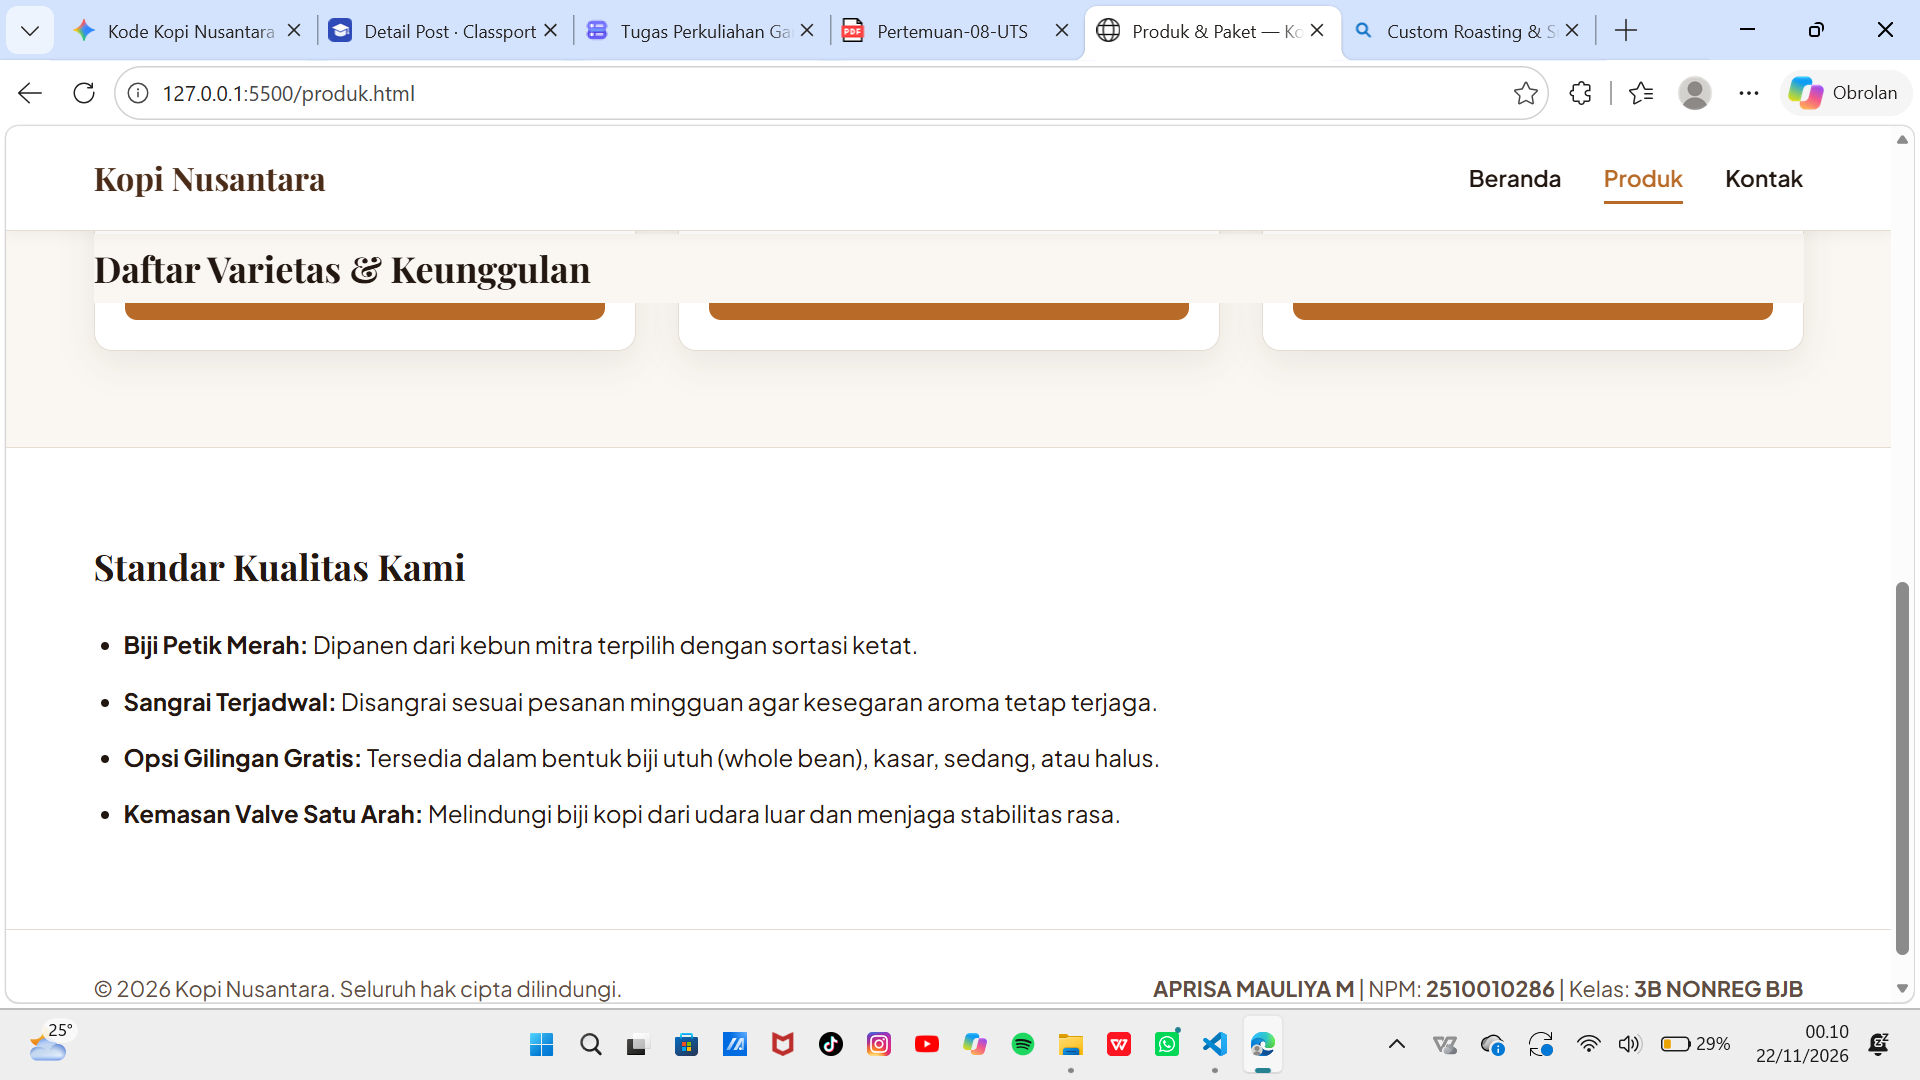 Kode Kopi Nusantara
Detail Post · Classport
Tugas Perkuliahan Ga
Pertemuan-08-UTS
Produk & Paket — Ko
Custom Roasting & S
127.0.0.1:5500/produk.html
Obrolan
Kopi Nusantara
Beranda
Produk
Kontak
Daftar Varietas & Keunggulan
Standar Kualitas Kami
• Biji Petik Merah: Dipanen dari kebun mitra terpilih dengan sortasi ketat.
• Sangrai Terjadwal: Disangrai sesuai pesanan mingguan agar kesegaran aroma tetap terjaga.
• Opsi Gilingan Gratis: Tersedia dalam bentuk biji utuh (whole bean), kasar, sedang, atau halus.
• Kemasan Valve Satu Arah: Melindungi biji kopi dari udara luar dan menjaga stabilitas rasa.
© 2026 Kopi Nusantara. Seluruh hak cipta dilindungi.
APRISA MAULIYA M | NPM: 2510010286 | Kelas: 3B NONREG BJB
25°
29%
00.10
22/11/2026